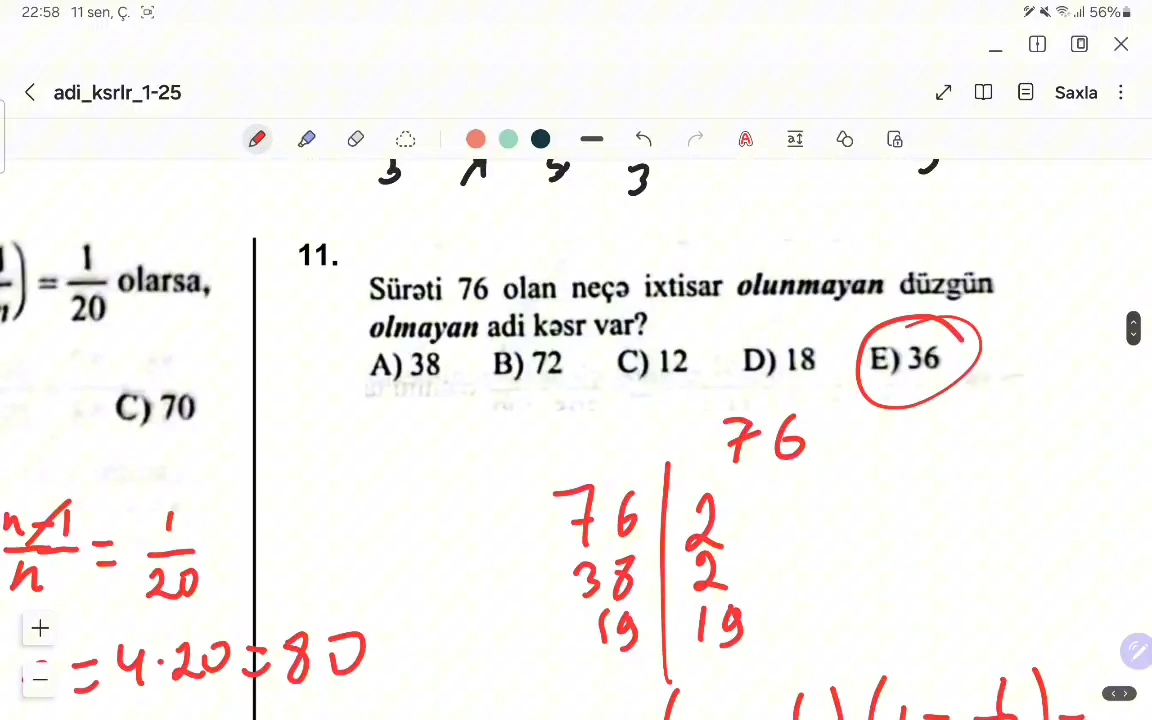 22:58 11 sen, Ç. 56%
adi_ksrlr_1-25
Saxla
3
3
= 1/20 olarsa,
C) 70
n-1/n = 1/20
= 4·20 = 80
11.
Sürəti 76 olan neçə ixtisar olunmayan düzgün
olmayan adi kəsr var?
A) 38 B) 72 C) 12 D) 18 E) 36
76
76 | 2
38 | 2
19 | 19